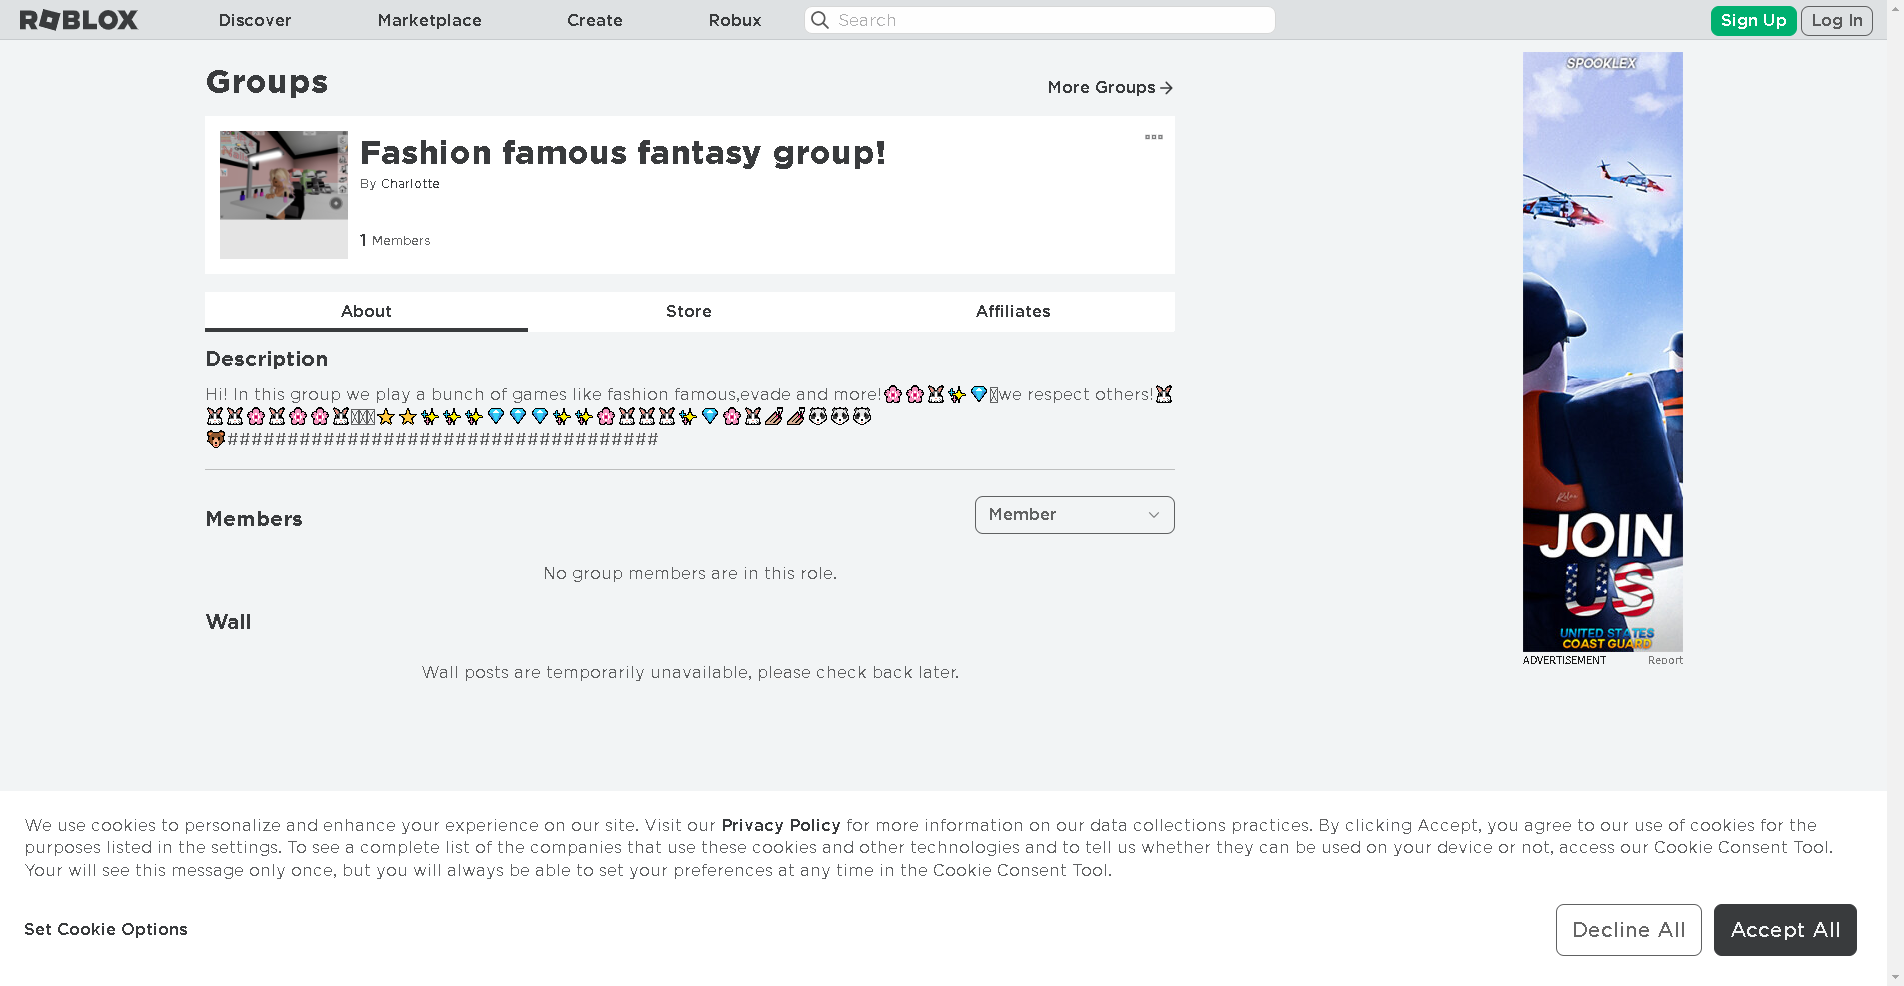 ROBLOX Discover Marketplace Create Robux Search Sign Up Log In
Groups
More Groups
Fashion famous fantasy group!
By Charlotte
1 Members
About Store Affiliates
Description
Hi! In this group we play a bunch of games like fashion famous,evade and more!🌸🌸🐰✨💎we respect others!🐰
🐰🐰🌸🐰🌸🌸🐰⭐⭐✨✨✨💎💎💎✨✨🌸🐰🐰🐰✨💎🌸🐰💅💅🐼🐼🐼
🐻####################################
Members
Member
No group members are in this role.
Wall
Wall posts are temporarily unavailable, please check back later.
SPOOKLEX
JOIN
US
UNITED STATES
COAST GUARD
ADVERTISEMENT Report
We use cookies to personalize and enhance your experience on our site. Visit our Privacy Policy for more information on our data collections practices. By clicking Accept, you agree to our use of cookies for the
purposes listed in the settings. To see a complete list of the companies that use these cookies and other technologies and to tell us whether they can be used on your device or not, access our Cookie Consent Tool.
Your will see this message only once, but you will always be able to set your preferences at any time in the Cookie Consent Tool.
Set Cookie Options
Decline All
Accept All